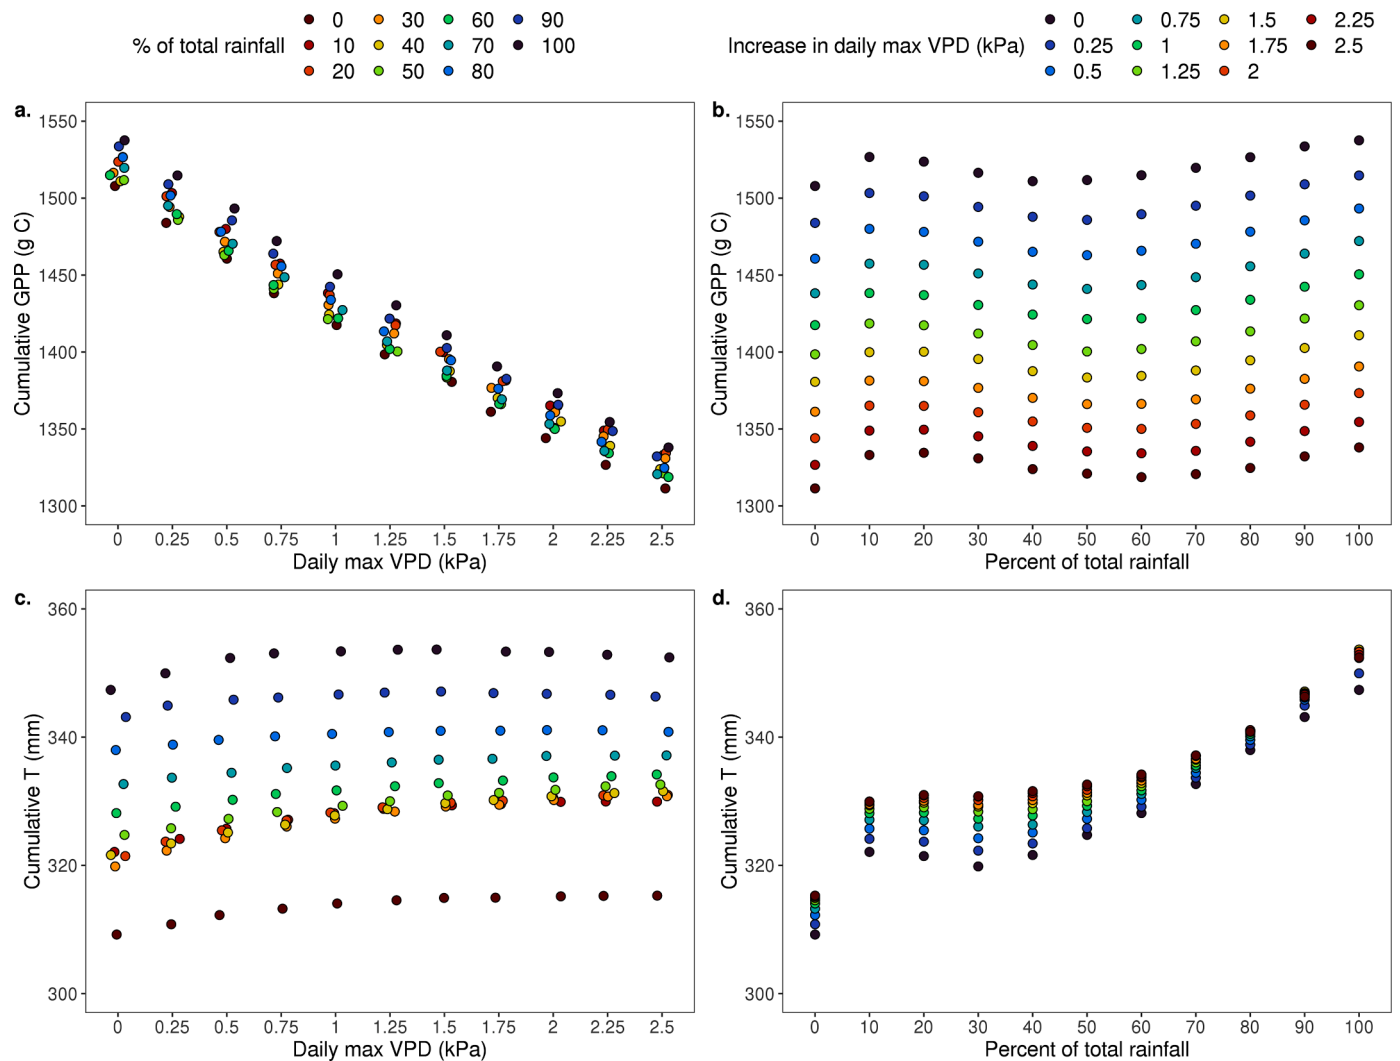 % of total rainfall
0 30 60 90
10 40 70 100
20 50 80
Increase in daily max VPD (kPa)
0 0.75 1.5 2.25
0.25 1 1.75 2.5
0.5 1.25 2
a.
Cumulative GPP (g C)
1550
1500
1450
1400
1350
1300
0 0.25 0.5 0.75 1 1.25 1.5 1.75 2 2.25 2.5
Daily max VPD (kPa)
b.
Cumulative GPP (g C)
1550
1500
1450
1400
1350
1300
0 10 20 30 40 50 60 70 80 90 100
Percent of total rainfall
c.
Cumulative T (mm)
360
340
320
300
0 0.25 0.5 0.75 1 1.25 1.5 1.75 2 2.25 2.5
Daily max VPD (kPa)
d.
Cumulative T (mm)
360
340
320
300
0 10 20 30 40 50 60 70 80 90 100
Percent of total rainfall